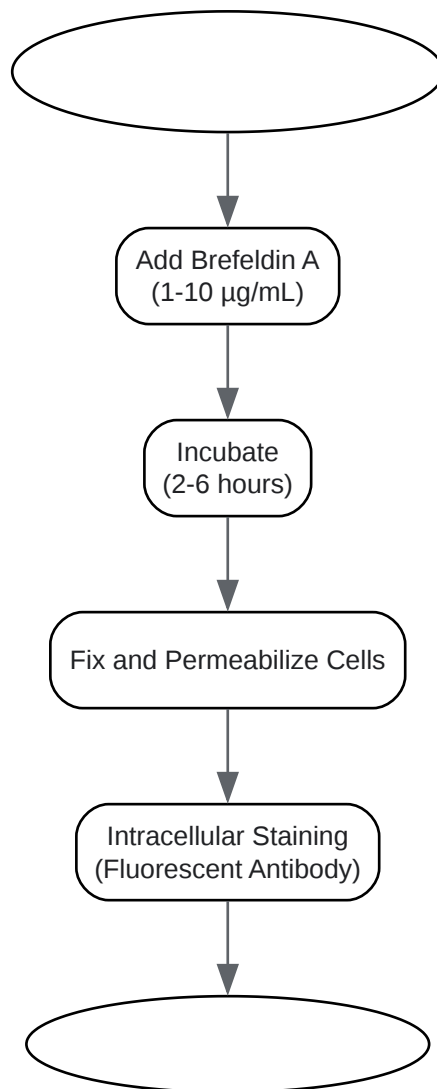 Add Brefeldin A
(1-10 µg/mL)
Incubate
(2-6 hours)
Fix and Permeabilize Cells
Intracellular Staining
(Fluorescent Antibody)